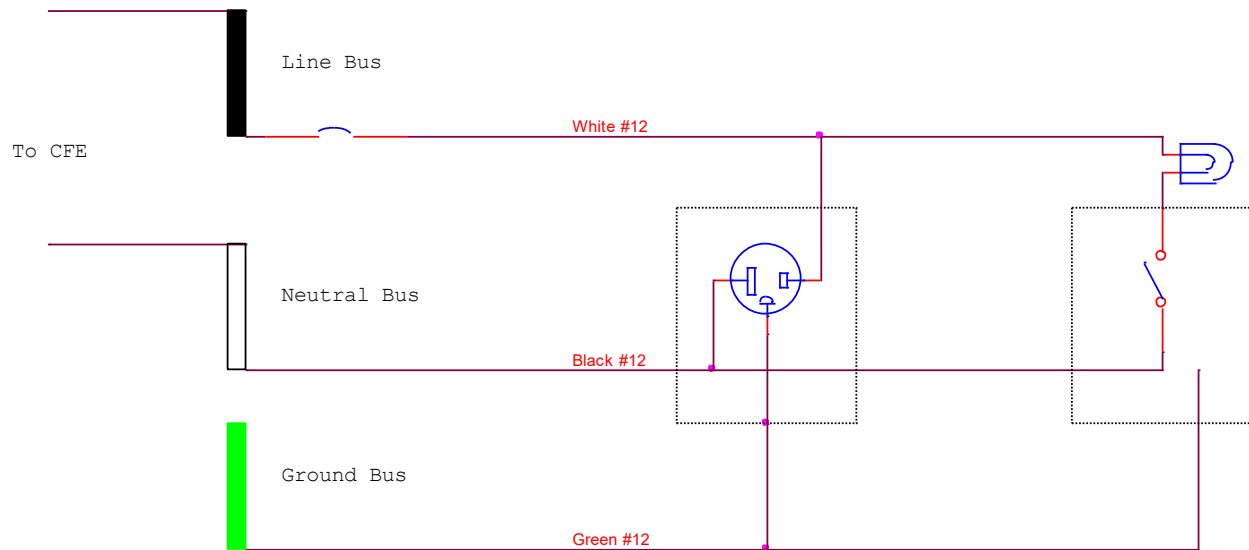 Line Bus
White #12
To CFE
Neutral Bus
Black #12
Ground Bus
Green #12